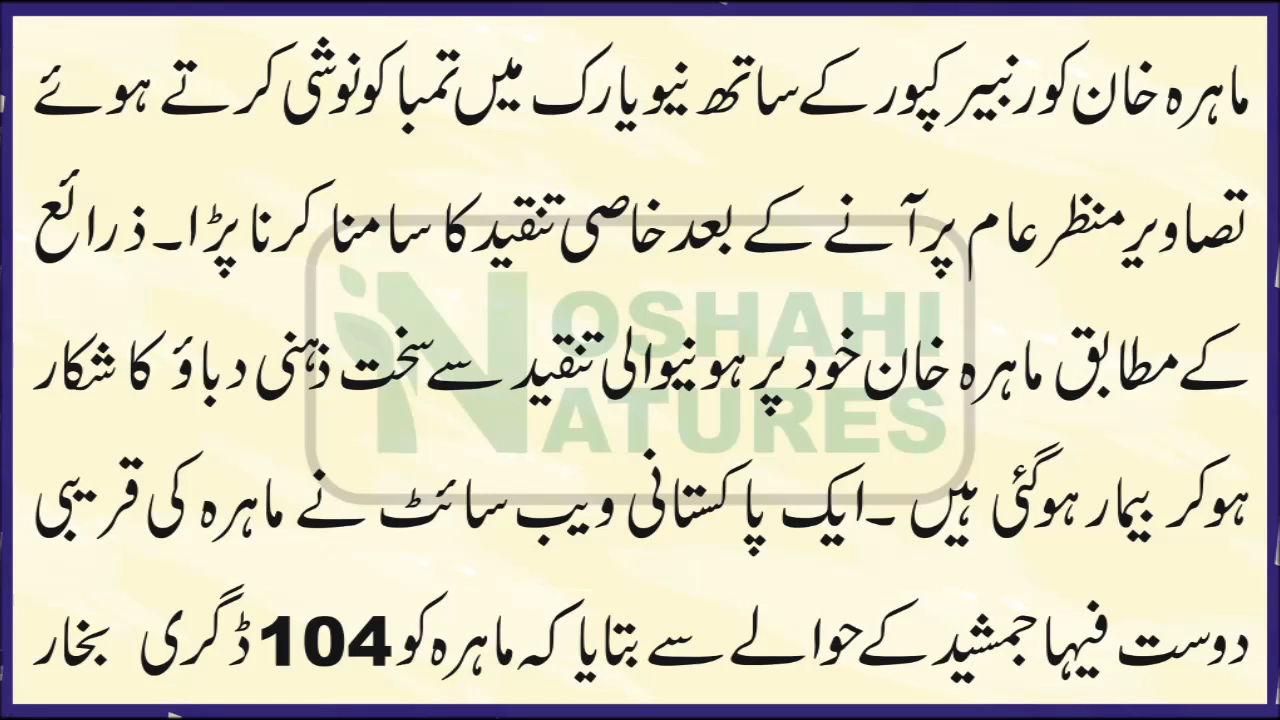 ماہرہ خان کو رنبیر کپور کے ساتھ نیویارک میں تمباکو نوشی کرتے ہوئے
تصاویر منظر عام پر آنے کے بعد خاصی تنقید کا سامنا کرنا پڑا۔ ذرائع
کے مطابق ماہرہ خان خود پر ہونیوالی تنقید سے سخت ذہنی دباؤ کا شکار
ہوکر بیمار ہوگئی ہیں ۔ایک پاکستانی ویب سائٹ نے ماہرہ کی قریبی
دوست فیہا جمشید کے حوالے سے بتایا کہ ماہرہ کو 104 ڈگری بخار
NOSHAHI
NATURES